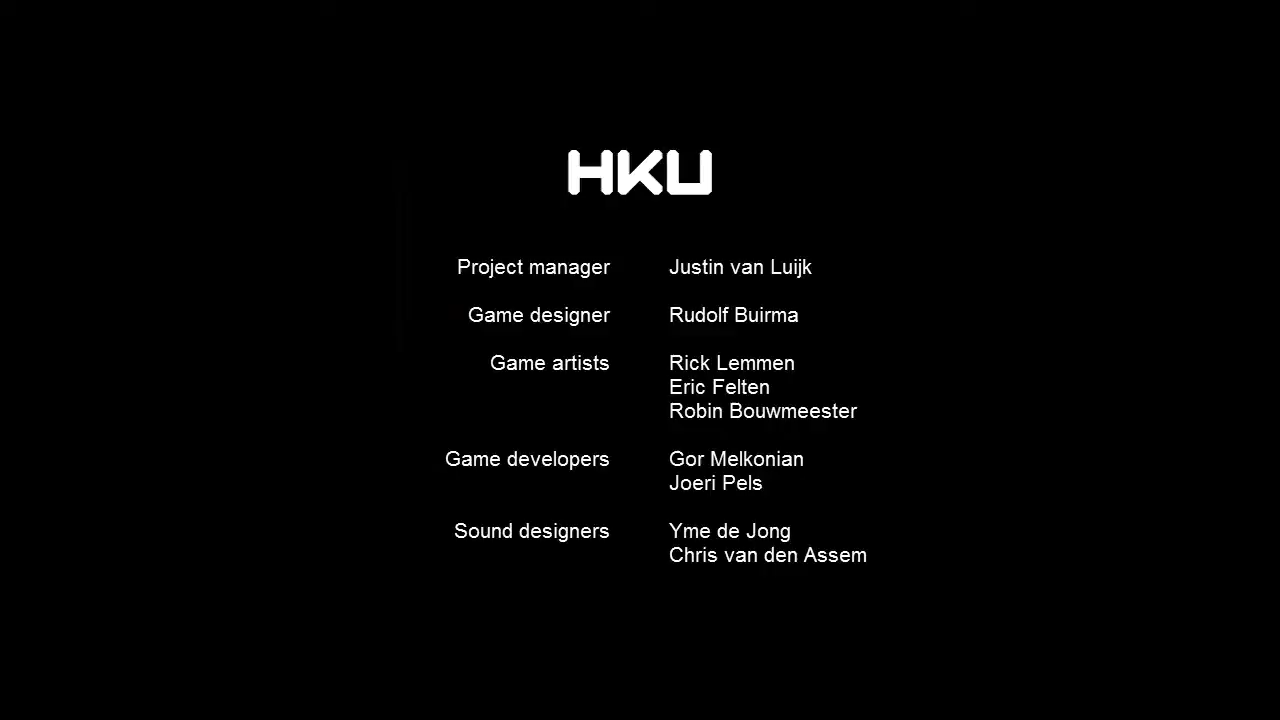 HKU
Project manager Justin van Luijk
Game designer Rudolf Buirma
Game artists Rick Lemmen
Eric Felten
Robin Bouwmeester
Game developers Gor Melkonian
Joeri Pels
Sound designers Yme de Jong
Chris van den Assem